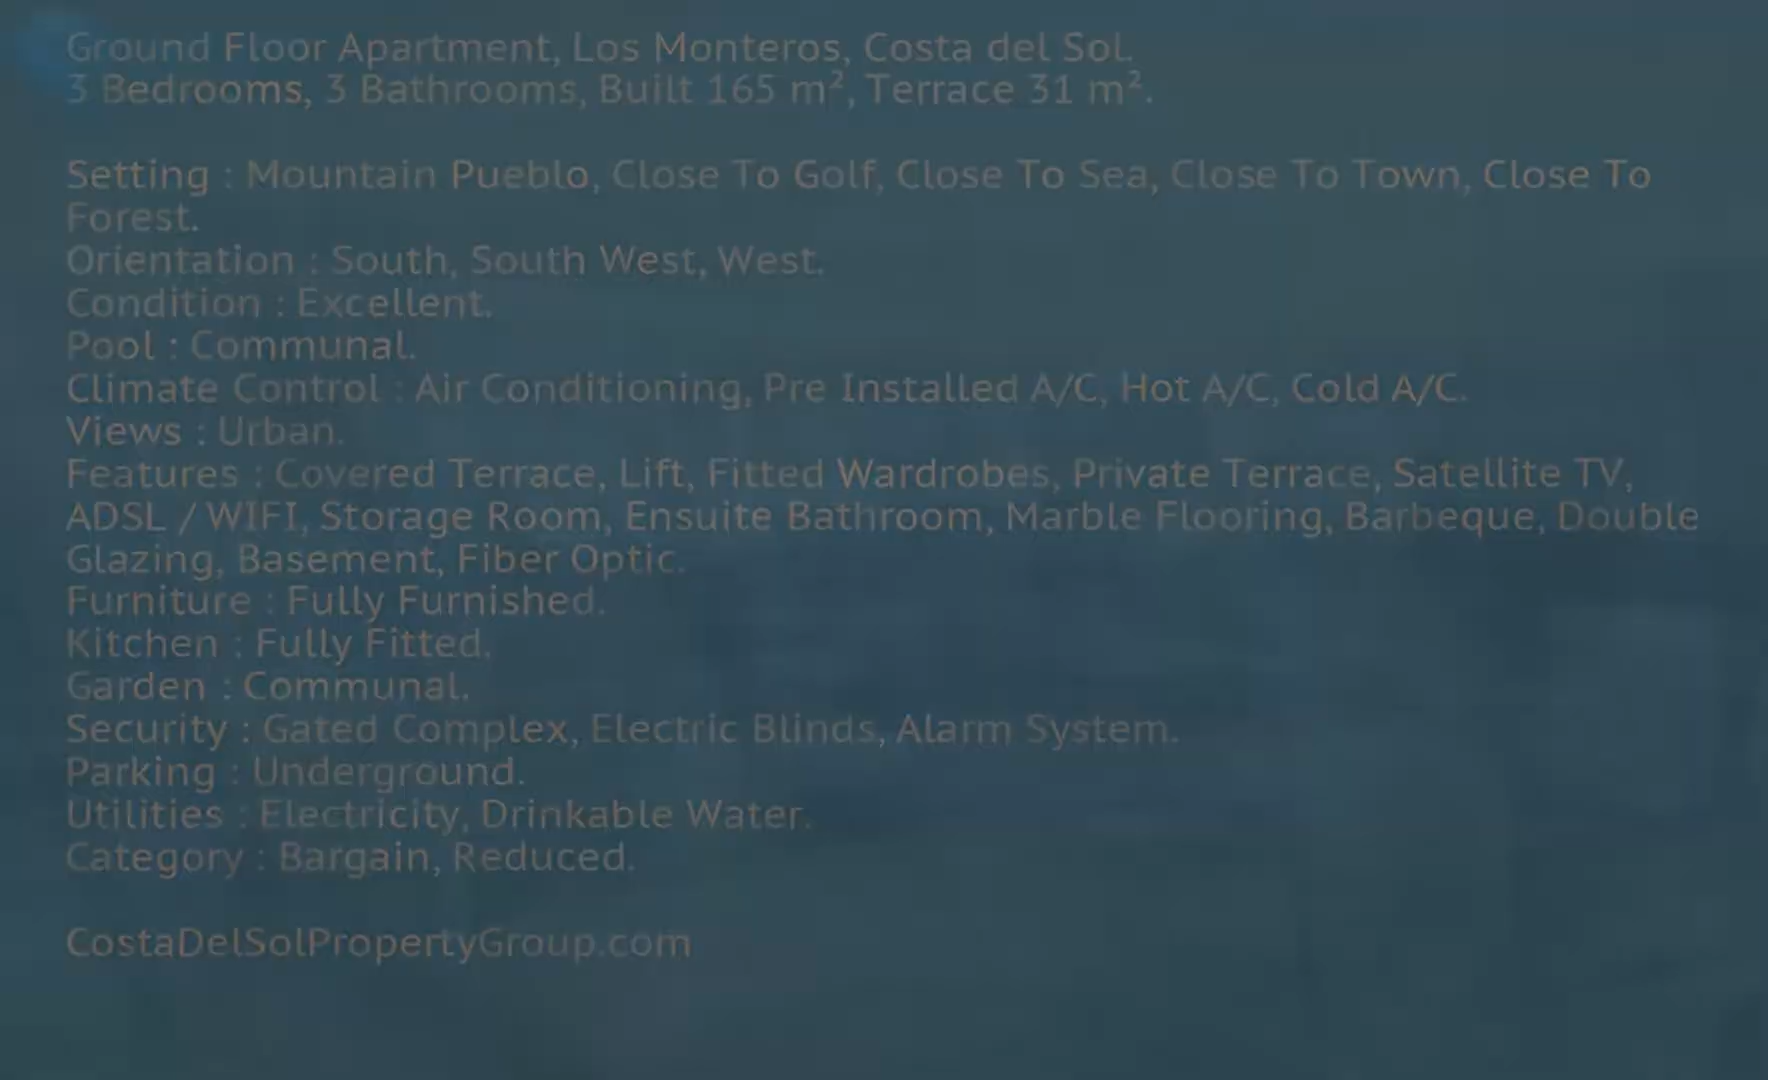 Ground Floor Apartment, Los Monteros, Costa del Sol.
3 Bedrooms, 3 Bathrooms, Built 165 m², Terrace 31 m².
Setting : Mountain Pueblo, Close To Golf, Close To Sea, Close To Town, Close To
Forest.
Orientation : South, South West, West.
Condition : Excellent.
Pool : Communal.
Climate Control : Air Conditioning, Pre Installed A/C, Hot A/C, Cold A/C.
Views : Urban.
Features : Covered Terrace, Lift, Fitted Wardrobes, Private Terrace, Satellite TV,
ADSL / WIFI, Storage Room, Ensuite Bathroom, Marble Flooring, Barbeque, Double
Glazing, Basement, Fiber Optic.
Furniture : Fully Furnished.
Kitchen : Fully Fitted.
Garden : Communal.
Security : Gated Complex, Electric Blinds, Alarm System.
Parking : Underground.
Utilities : Electricity, Drinkable Water.
Category : Bargain, Reduced.
CostaDelSolPropertyGroup.com